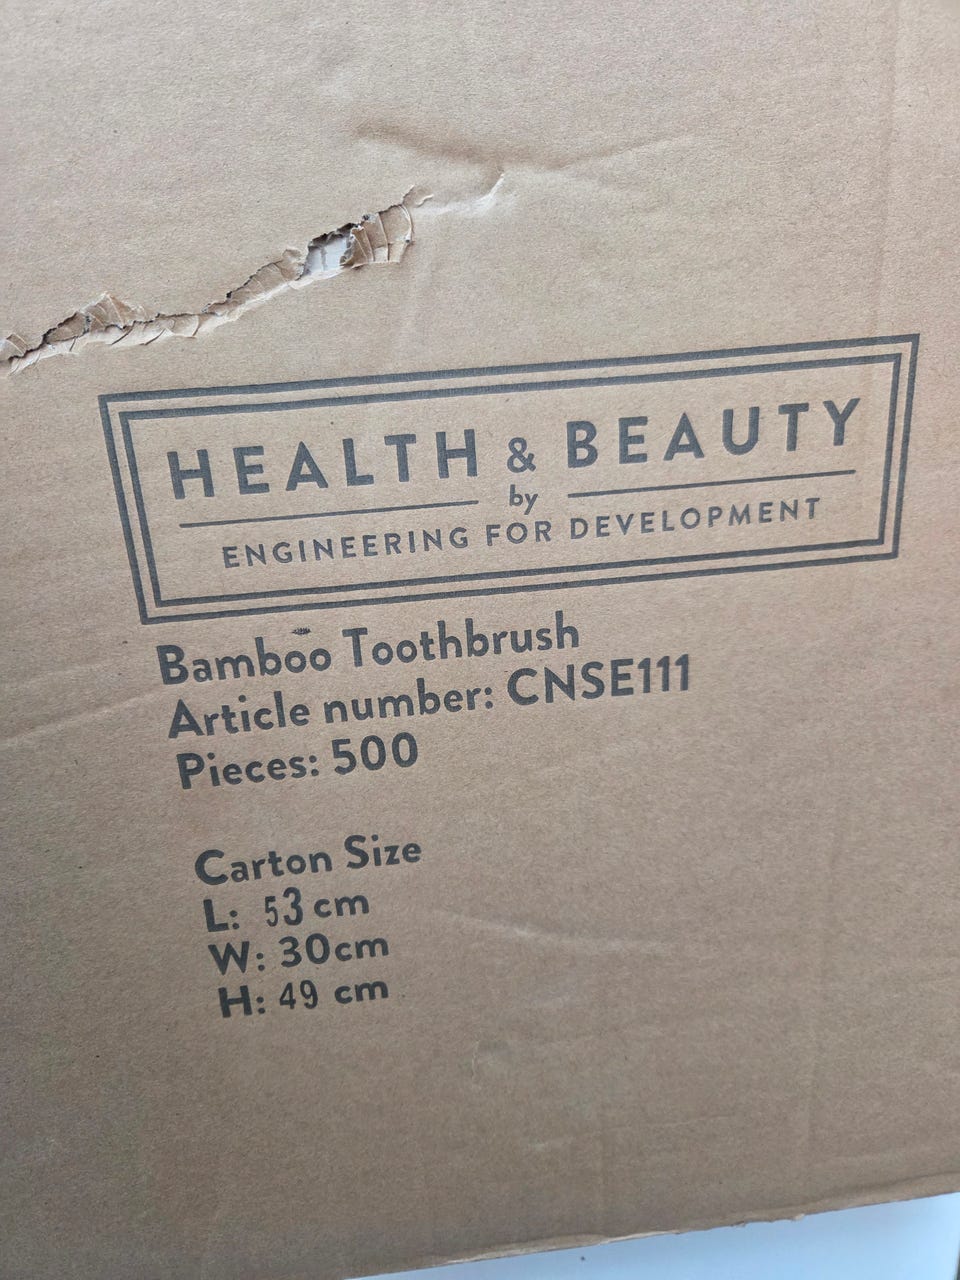 HEALTH & BEAUTY
by
ENGINEERING FOR DEVELOPMENT
Bamboo Toothbrush
Article number: CNSE111
Pieces: 500
Carton Size
L: 53 cm
W: 30cm
H: 49 cm